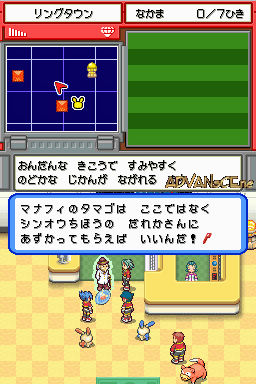 リングタウン
なかま 0/7ひき
おんだんな きこうで すみやすく
のどかな じかんが ながれる
ADVANsCEne
マナフィのタマゴは ここではなく
シンオウちほうの だれかさんに
あずかってもらえば いいんだ!